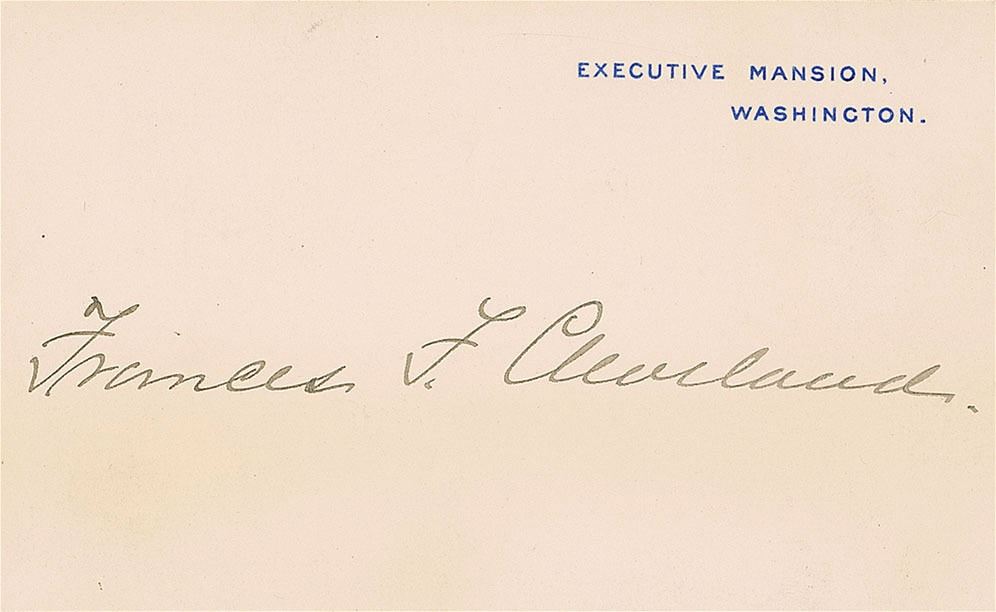 EXECUTIVE MANSION,
WASHINGTON.
Frances F. Cleveland.